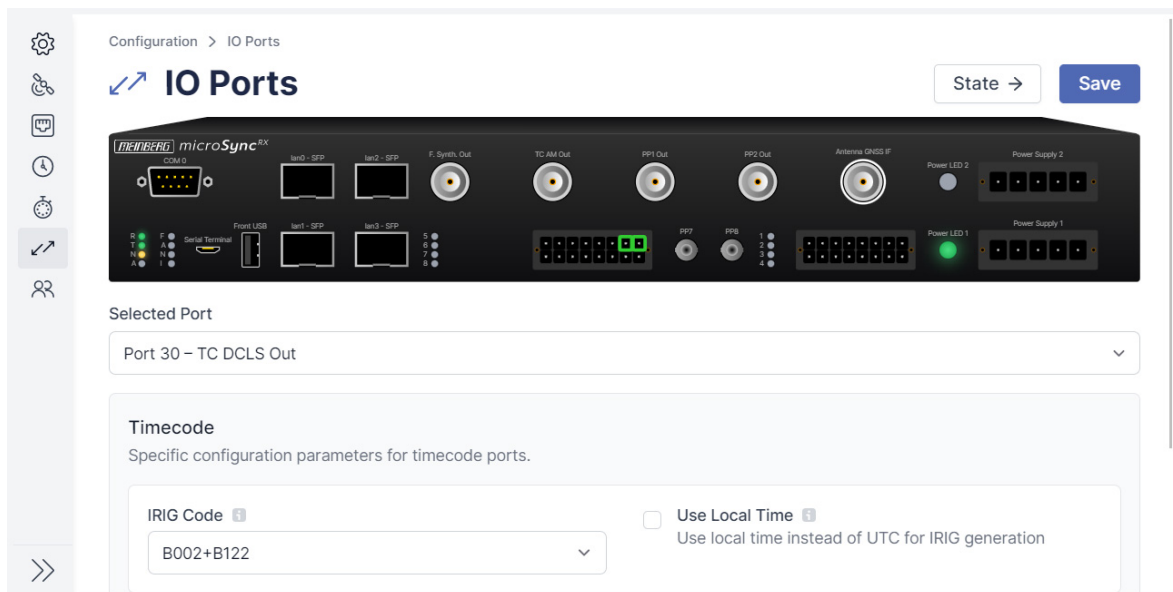 Configuration > IO Ports
IO Ports
State →
Save
MEINBERG microSync RX
COM 0
lan0 - SFP
lan2 - SFP
F. Synth. Out
TC AM Out
PP1 Out
PP2 Out
Antenna GNSS IF
Power LED 2
Power Supply 2
R
T
N
A
F
A
N
I
Serial Terminal
Front USB
lan1 - SFP
lan3 - SFP
5
6
7
8
PP7
PP8
1
2
3
4
Power LED 1
Power Supply 1
Selected Port
Port 30 – TC DCLS Out
Timecode
Specific configuration parameters for timecode ports.
IRIG Code
B002+B122
Use Local Time
Use local time instead of UTC for IRIG generation